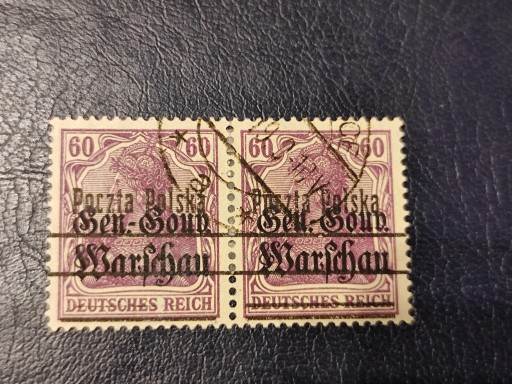 60 60 60 60
Poczta Polska Poczta Polska
Gen.-Gouv. Gen.-Gouv.
Warschau Warschau
DEUTSCHES REICH DEUTSCHES REICH